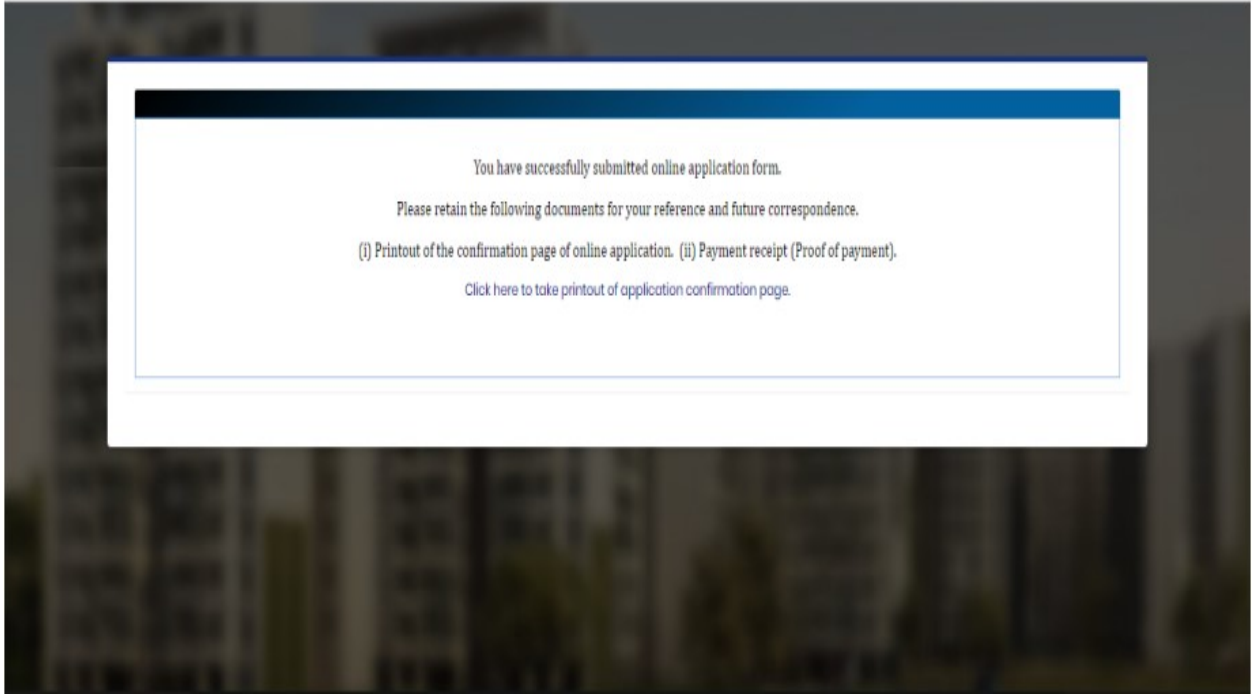 You have successfully submitted online application form.
Please retain the following documents for your reference and future correspondence.
(i) Printout of the confirmation page of online application. (ii) Payment receipt (Proof of payment).
Click here to take printout of application confirmation page.